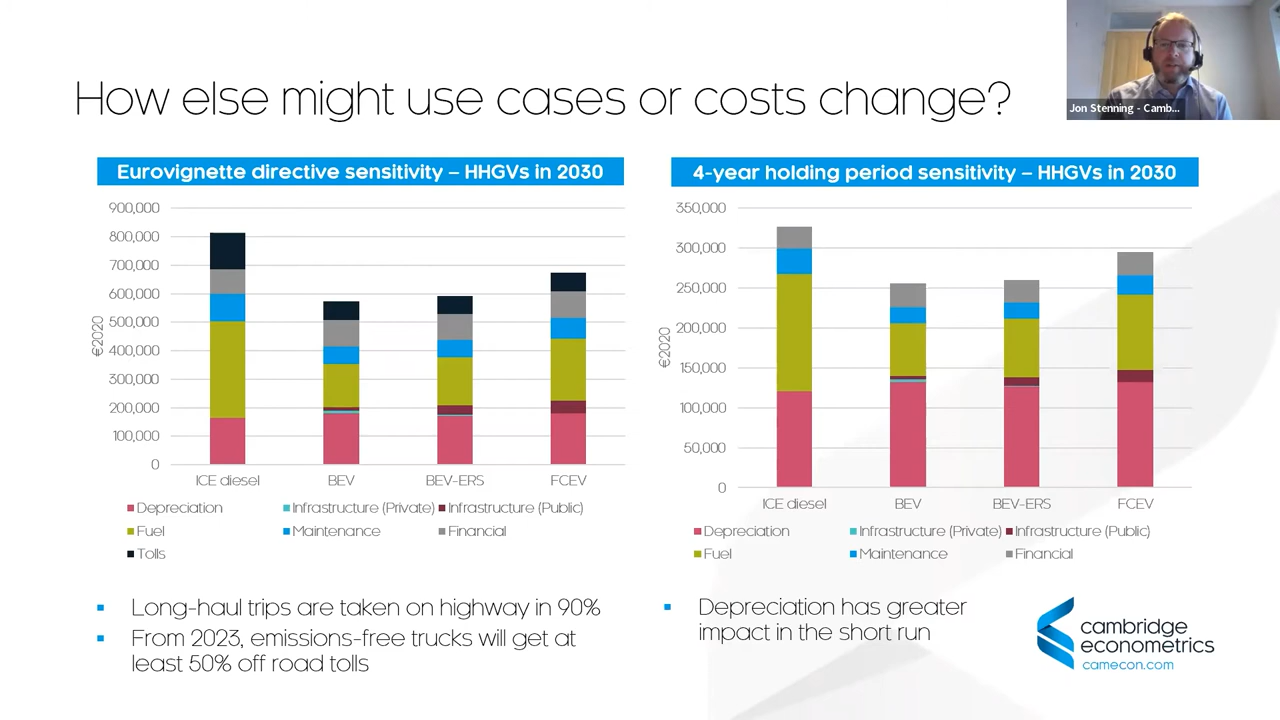 How else might use cases or costs change?
Jon Stenning - Camb...
Eurovignette directive sensitivity – HHGVs in 2030
900,000
800,000
700,000
600,000
500,000
400,000
300,000
200,000
100,000
0
€2020
ICE diesel
BEV
BEV-ERS
FCEV
Depreciation
Infrastructure (Private)
Infrastructure (Public)
Fuel
Maintenance
Financial
Tolls
Long-haul trips are taken on highway in 90%
From 2023, emissions-free trucks will get at
least 50% off road tolls
4-year holding period sensitivity – HHGVs in 2030
350,000
300,000
250,000
200,000
150,000
100,000
50,000
0
€2020
ICE diesel
BEV
BEV-ERS
FCEV
Depreciation
Infrastructure (Private)
Infrastructure (Public)
Fuel
Maintenance
Financial
Depreciation has greater
impact in the short run
cambridge
econometrics
camecon.com